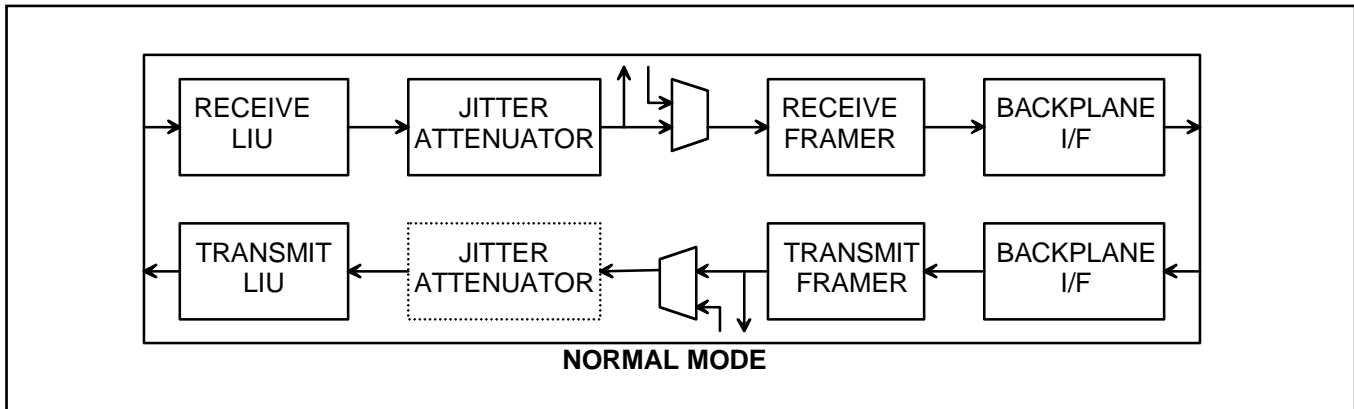 RECEIVE
LIU
JITTER
ATTENUATOR
RECEIVE
FRAMER
BACKPLANE
I/F
TRANSMIT
LIU
JITTER
ATTENUATOR
TRANSMIT
FRAMER
BACKPLANE
I/F
NORMAL MODE